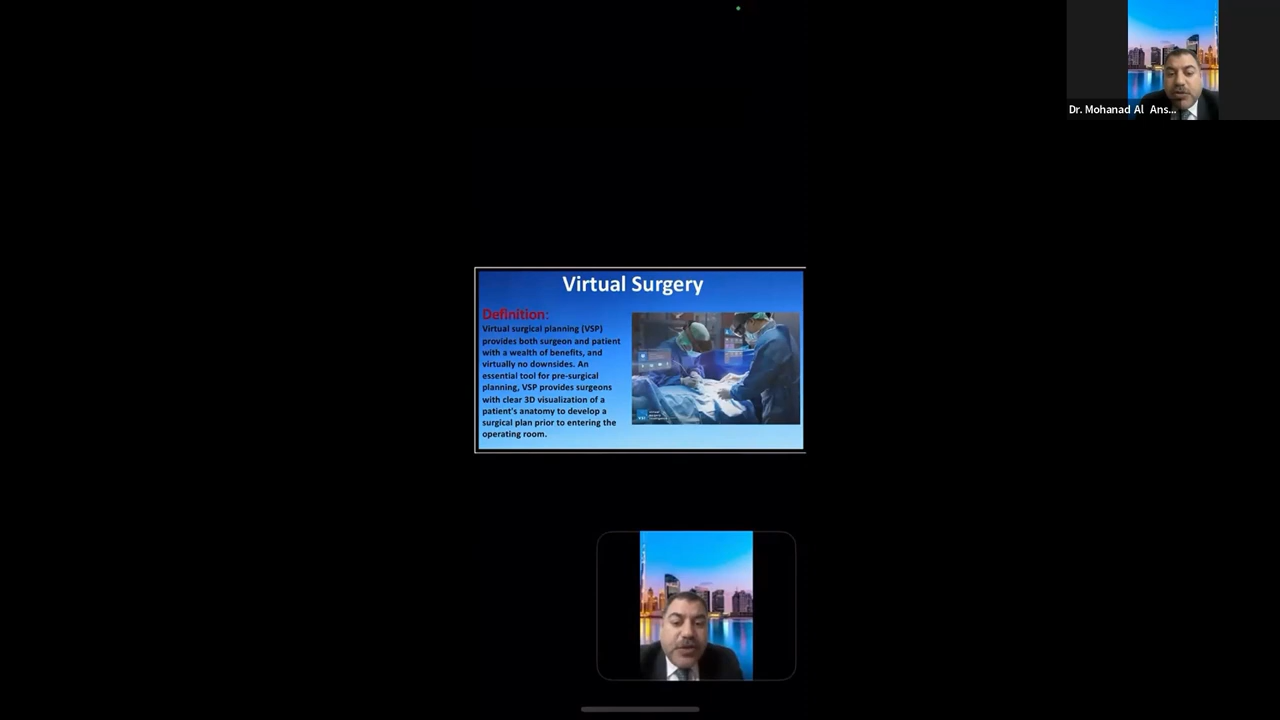 Dr. Mohanad Al Ans...
Virtual Surgery
Definition:
Virtual surgical planning (VSP)
provides both surgeon and patient
with a wealth of benefits, and
virtually no downsides. An
essential tool for pre-surgical
planning, VSP provides surgeons
with clear 3D visualization of a
patient's anatomy to develop a
surgical plan prior to entering the
operating room.